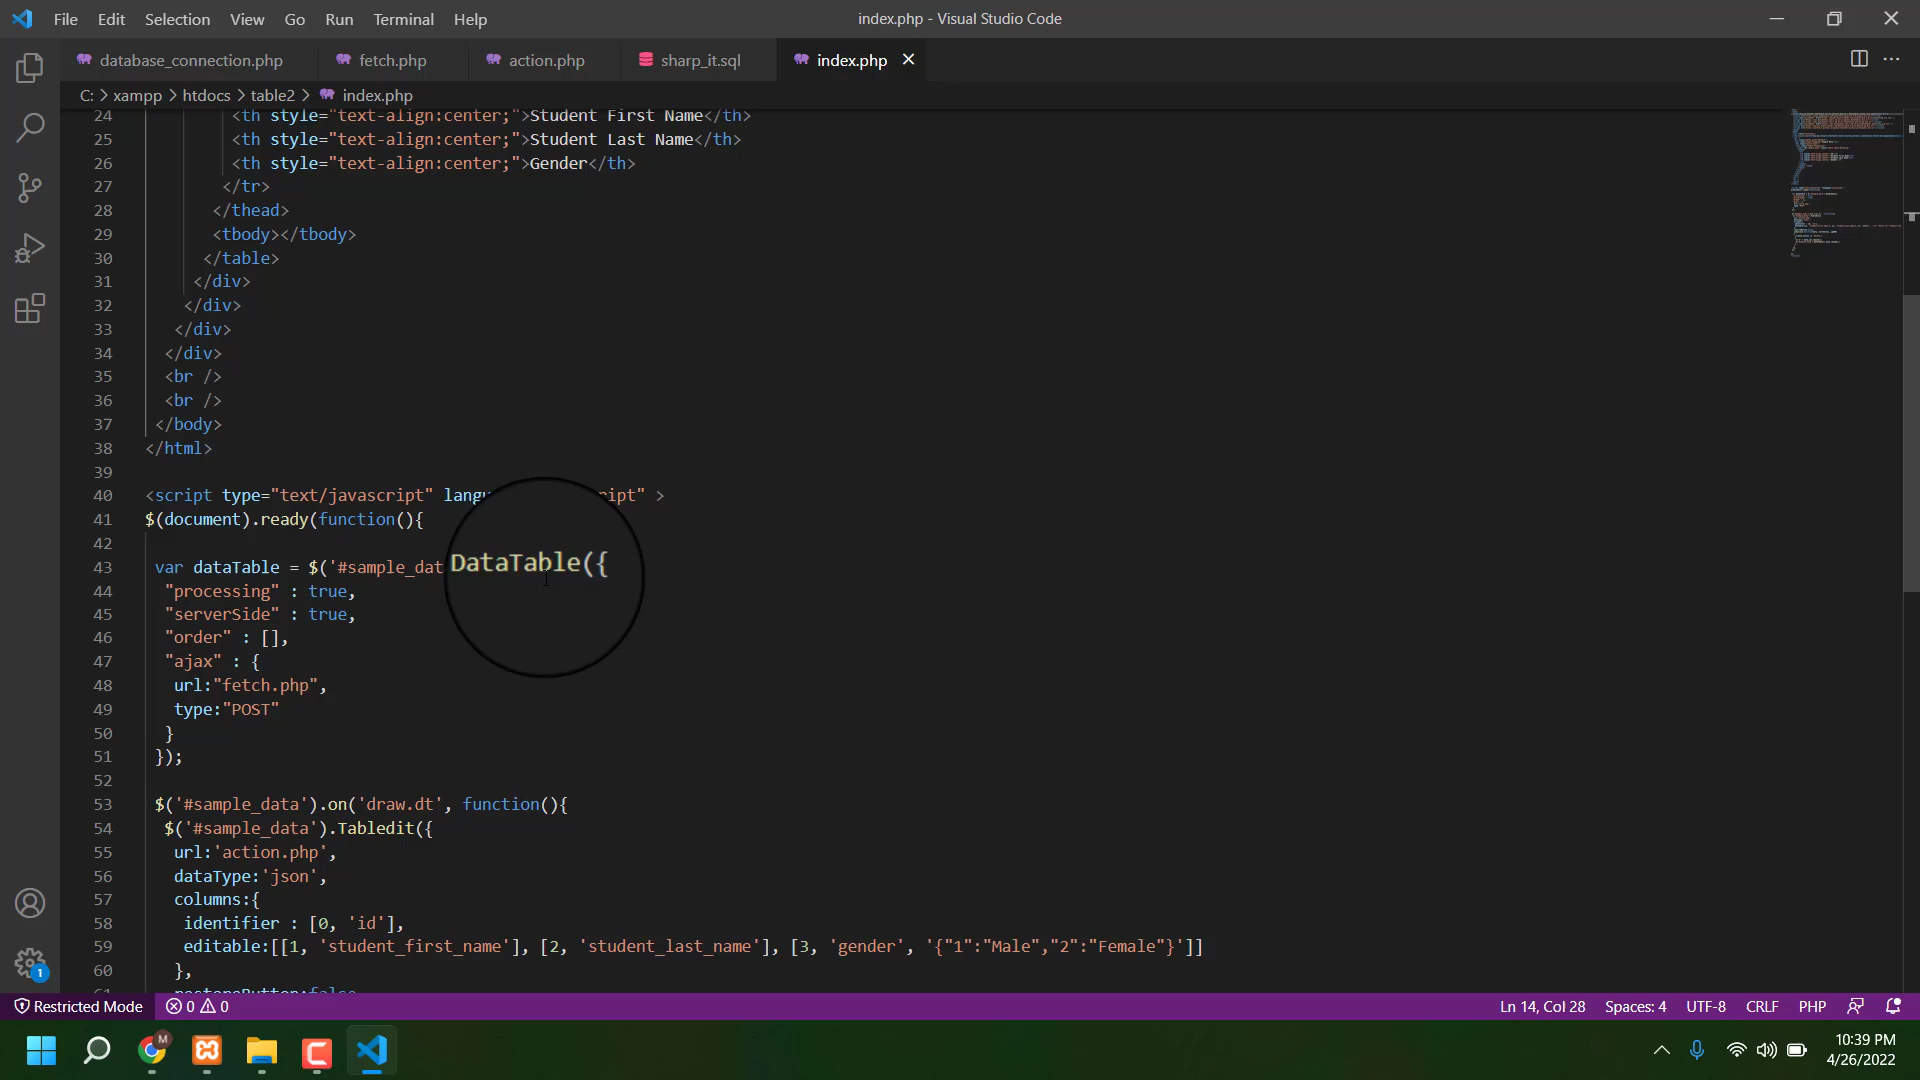 File Edit Selection View Go Run Terminal Help
index.php - Visual Studio Code
database_connection.php fetch.php action.php sharp_it.sql index.php
C: > xampp > htdocs > table2 > index.php
24 <th style="text-align:center;">Student First Name</th>
25 <th style="text-align:center;">Student Last Name</th>
26 <th style="text-align:center;">Gender</th>
27 </tr>
28 </thead>
29 <tbody></tbody>
30 </table>
31 </div>
32 </div>
33 </div>
34 </div>
35 <br />
36 <br />
37 </body>
38 </html>
39
40 <script type="text/javascript" langu ript" >
41 $(document).ready(function(){
42
43 var dataTable = $('#sample_dat DataTable({
44 "processing" : true,
45 "serverSide" : true,
46 "order" : [],
47 "ajax" : {
48 url:"fetch.php",
49 type:"POST"
50 }
51 });
52
53 $('#sample_data').on('draw.dt', function(){
54 $('#sample_data').Tabledit({
55 url:'action.php',
56 dataType:'json',
57 columns:{
58 identifier : [0, 'id'],
59 editable:[[1, 'student_first_name'], [2, 'student_last_name'], [3, 'gender', '{"1":"Male","2":"Female"}']]
60 },
1
Restricted Mode 0 0 Ln 14, Col 28 Spaces: 4 UTF-8 CRLF PHP
M
10:39 PM
4/26/2022